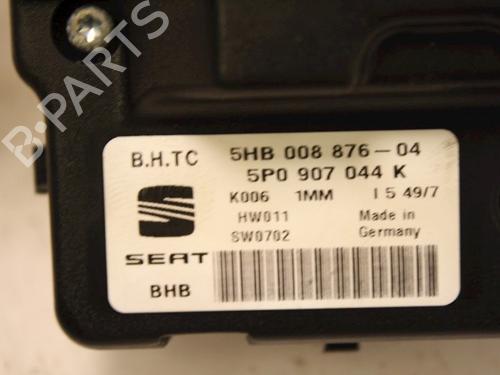 B.H.TC 5HB 008 876-04
5P0 907 044 K
K006 1MM I 5 49/7
HW011 Made in
SW0702 Germany
SEAT
BHB
B-PARTS